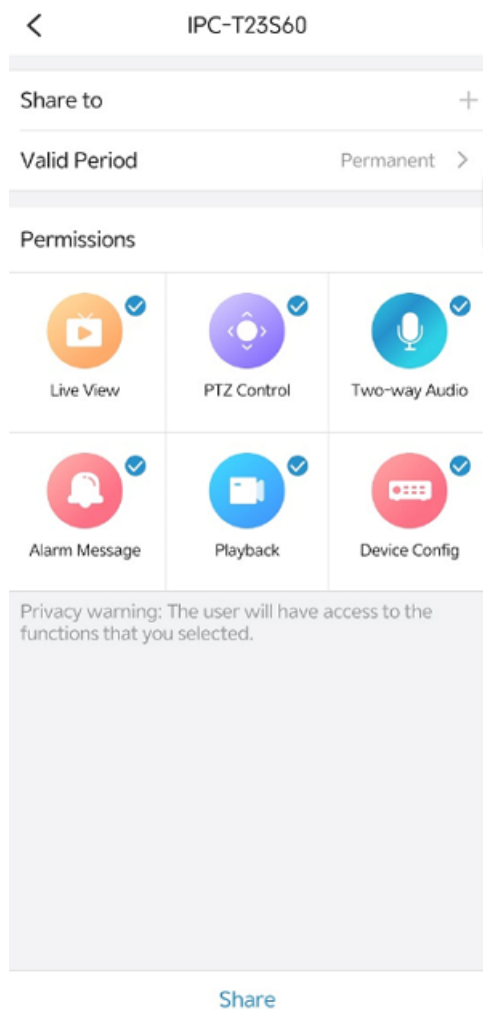 IPC-T23S60
Share to
Valid Period Permanent
Permissions
Live View PTZ Control Two-way Audio
Alarm Message Playback Device Config
Privacy warning: The user will have access to the
functions that you selected.
Share